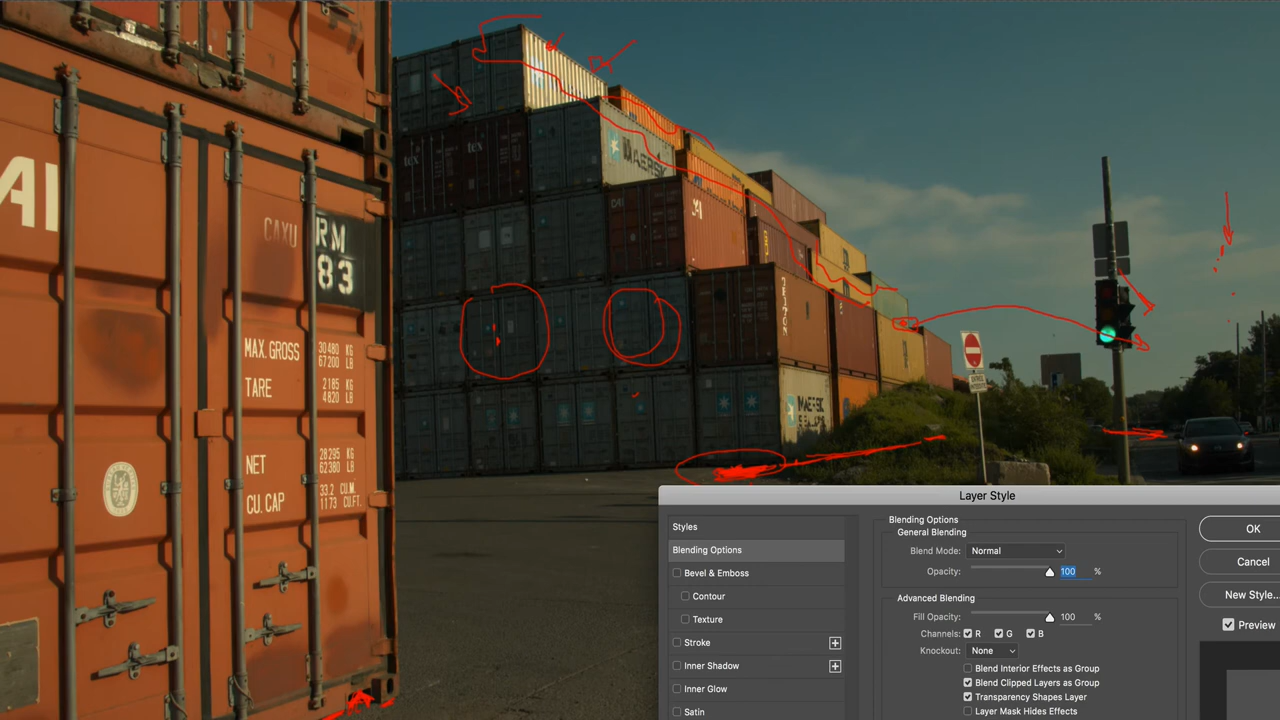 AI
CAXU
RM
83
MAX. GROSS 30480 KG
67200 LB
TARE 2185 KG
4820 LB
NET 28295 KG
62380 LB
CU. CAP 33.2 CU.M.
1173 CU.FT.
tex
tex
MAERSK
CAI
MAERSK
SEALAND
Layer Style
Styles
Blending Options
Bevel & Emboss
Contour
Texture
Stroke
Inner Shadow
Inner Glow
Satin
Blending Options
General Blending
Blend Mode: Normal
Opacity: 100 %
Advanced Blending
Fill Opacity: 100 %
Channels: R G B
Knockout: None
Blend Interior Effects as Group
Blend Clipped Layers as Group
Transparency Shapes Layer
Layer Mask Hides Effects
OK
Cancel
New Style...
Preview